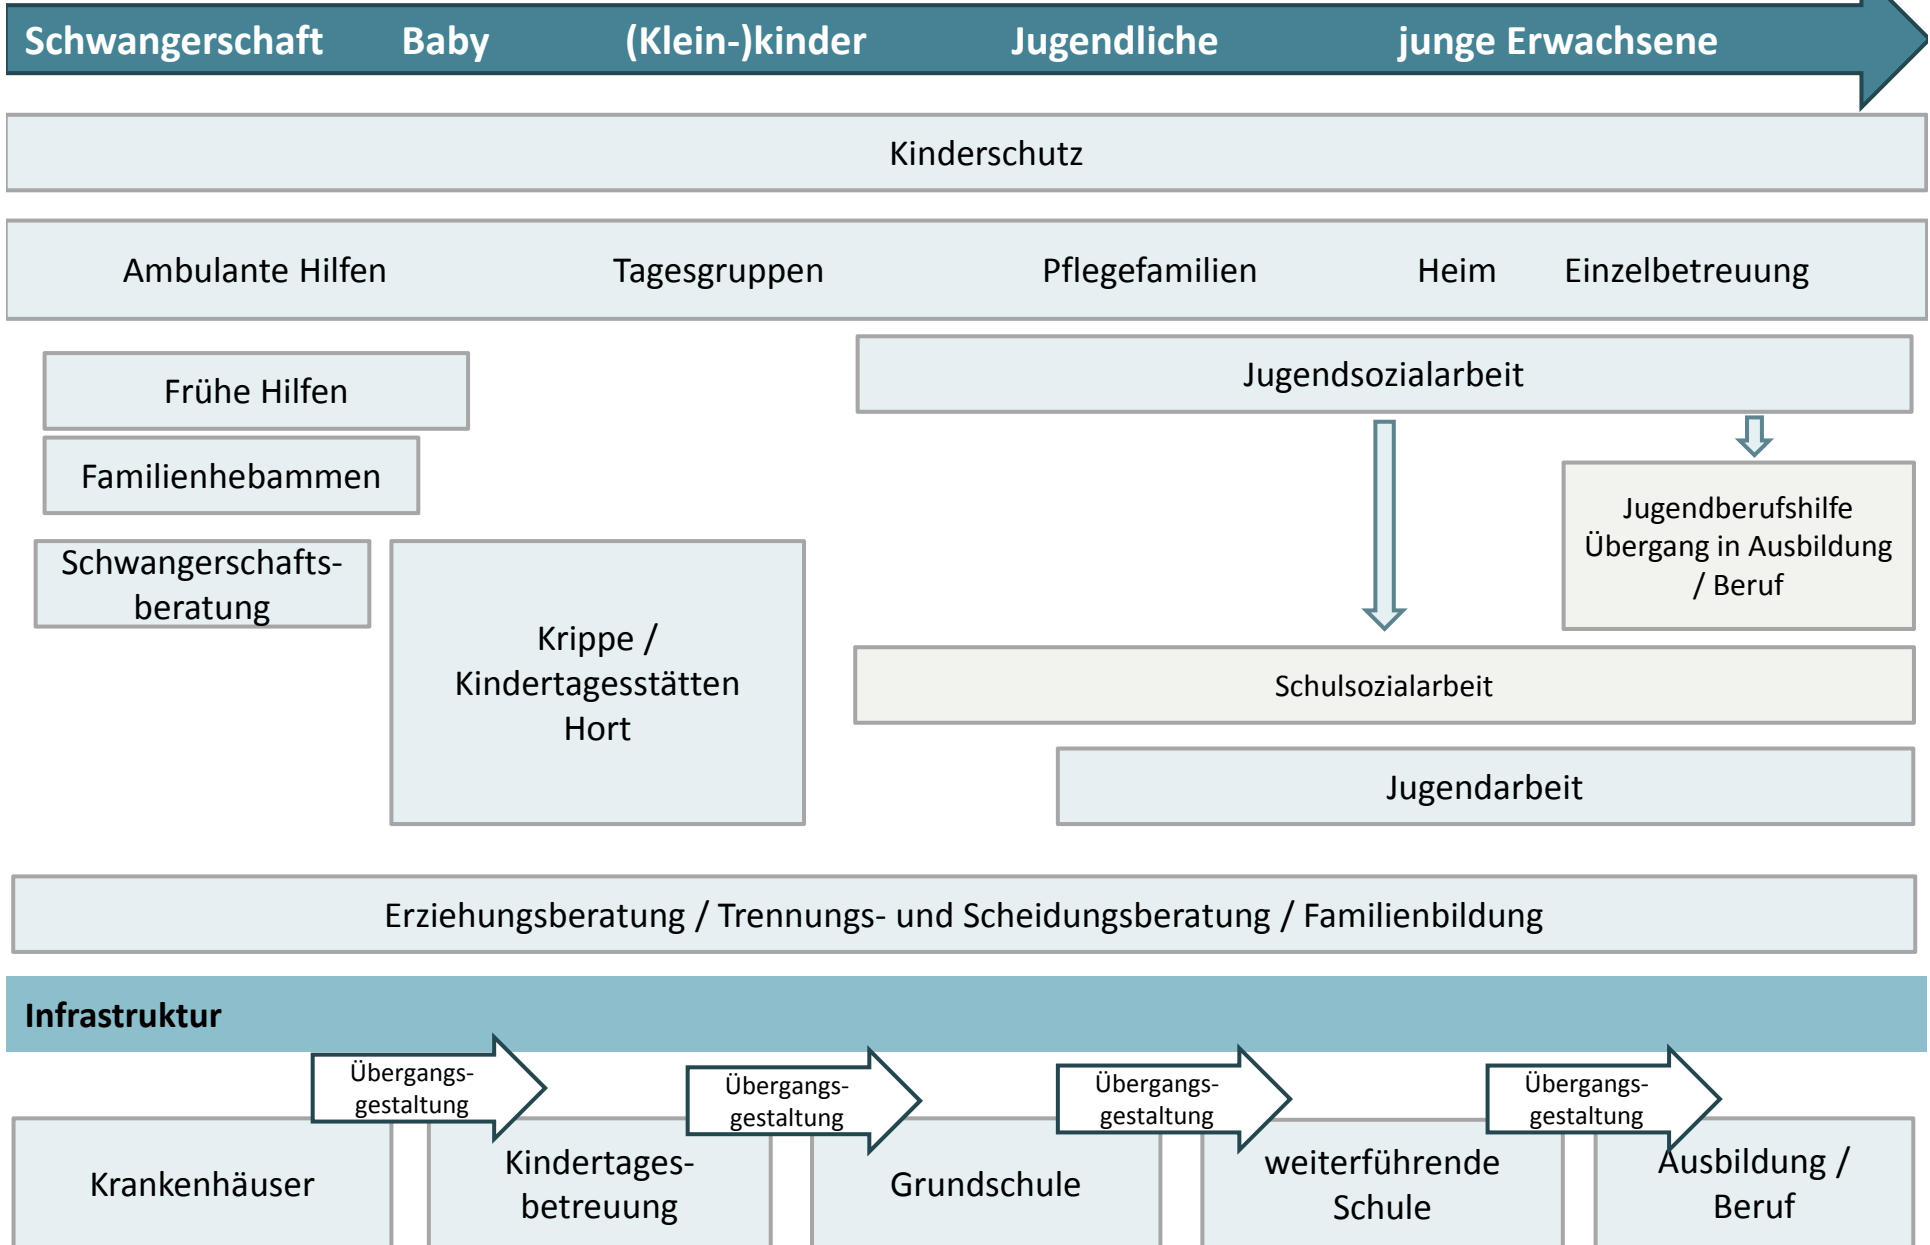 Schwangerschaft Baby (Klein-)kinder Jugendliche junge Erwachsene
Kinderschutz
Ambulante Hilfen Tagesgruppen Pflegefamilien Heim Einzelbetreuung
Frühe Hilfen
Jugendsozialarbeit
Familienhebammen
Jugendberufshilfe
Übergang in Ausbildung
/ Beruf
Schwangerschafts-
beratung
Krippe /
Kindertagesstätten
Hort
Schulsozialarbeit
Jugendarbeit
Erziehungsberatung / Trennungs- und Scheidungsberatung / Familienbildung
Infrastruktur
Übergangs-
gestaltung
Übergangs-
gestaltung
Übergangs-
gestaltung
Übergangs-
gestaltung
Krankenhäuser
Kindertages-
betreuung
Grundschule
weiterführende
Schule
Ausbildung /
Beruf